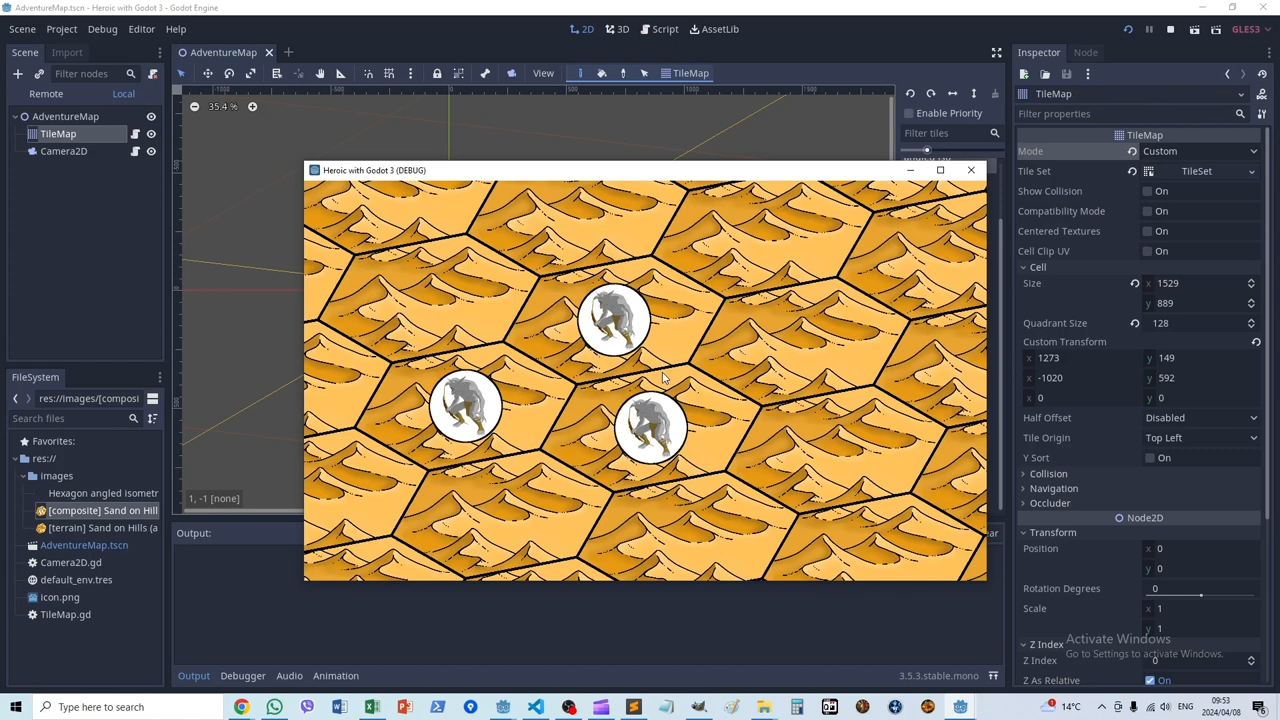 AdventureMap.tscn - Heroic with Godot 3 - Godot Engine
Scene Project Debug Editor Help
2D 3D Script AssetLib
GLES3
Scene Import
AdventureMap
Inspector Node
Filter nodes
View
TileMap
Remote Local
35.4 %
-1000 -500 0 500 1000 1500
TileMap
AdventureMap
TileMap
Camera2D
Enable Priority
Filter tiles
Filter properties
TileMap
Mode Custom
Tile Set TileSet
Show Collision On
Compatibility Mode On
Centered Textures On
Cell Clip UV On
Cell
Size x 1529
y 889
Quadrant Size 128
Custom Transform
x 1273 y 149
x -1020 y 592
x 0 y 0
Half Offset Disabled
Tile Origin Top Left
Y Sort On
Collision
Navigation
Occluder
Node2D
Transform
Position x 0
y 0
Rotation Degrees 0
Scale x 1
y 1
Z Index
Z Index 0
Z As Relative On
Heroic with Godot 3 (DEBUG)
FileSystem
res://images/[composi
Search files
Favorites:
res://
images
Hexagon angled isometr
[composite] Sand on Hill
[terrain] Sand on Hills (a
AdventureMap.tscn
Camera2D.gd
default_env.tres
icon.png
TileMap.gd
1, -1 [none]
Output:
ar
Output Debugger Audio Animation
3.5.3.stable.mono
Activate Windows
Go to Settings to activate Windows.
Type here to search
14°C
ENG
09:53
2024/04/08